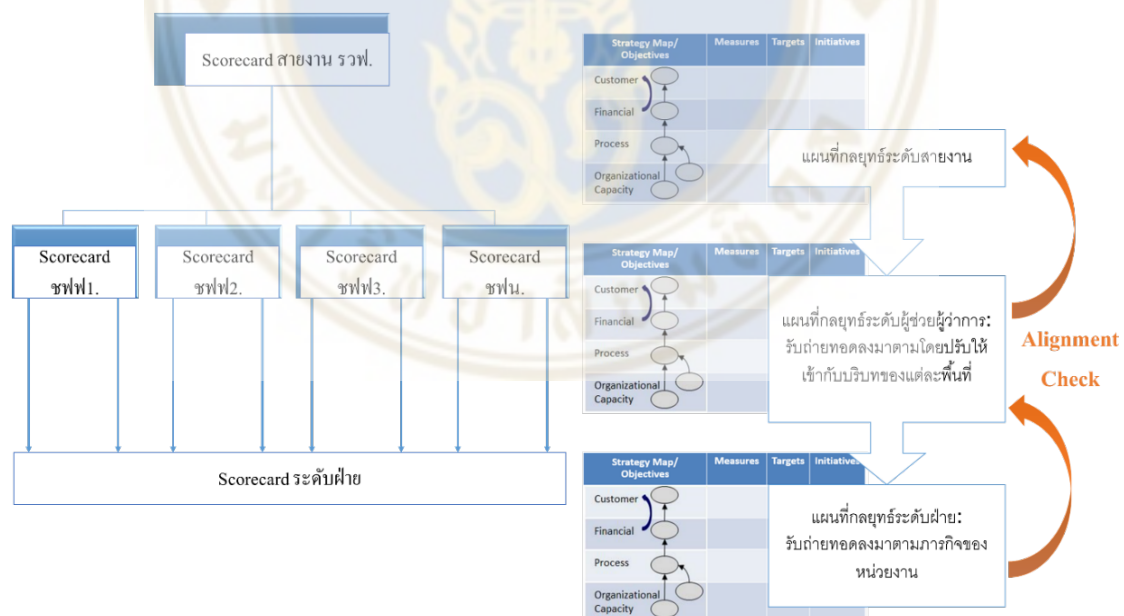 Scorecard สายงาน รวฟ.
Scorecard
ชฟฟ1.
Scorecard
ชฟฟ2.
Scorecard
ชฟฟ3.
Scorecard
ชฟน.
Scorecard ระดับฝ่าย
Strategy Map/
Objectives
Measures
Targets
Initiatives
Customer
Financial
Process
Organizational
Capacity
แผนที่กลยุทธ์ระดับสายงาน
Strategy Map/
Objectives
Measures
Targets
Initiatives
Customer
Financial
Process
Organizational
Capacity
แผนที่กลยุทธ์ระดับผู้ช่วยผู้ว่าการ:
รับถ่ายทอดลงมาตามโดยปรับให้
เข้ากับบริบทของแต่ละพื้นที่
Alignment
Check
Strategy Map/
Objectives
Measures
Targets
Initiatives
Customer
Financial
Process
Organizational
Capacity
แผนที่กลยุทธ์ระดับฝ่าย:
รับถ่ายทอดลงมาตามภารกิจของ
หน่วยงาน